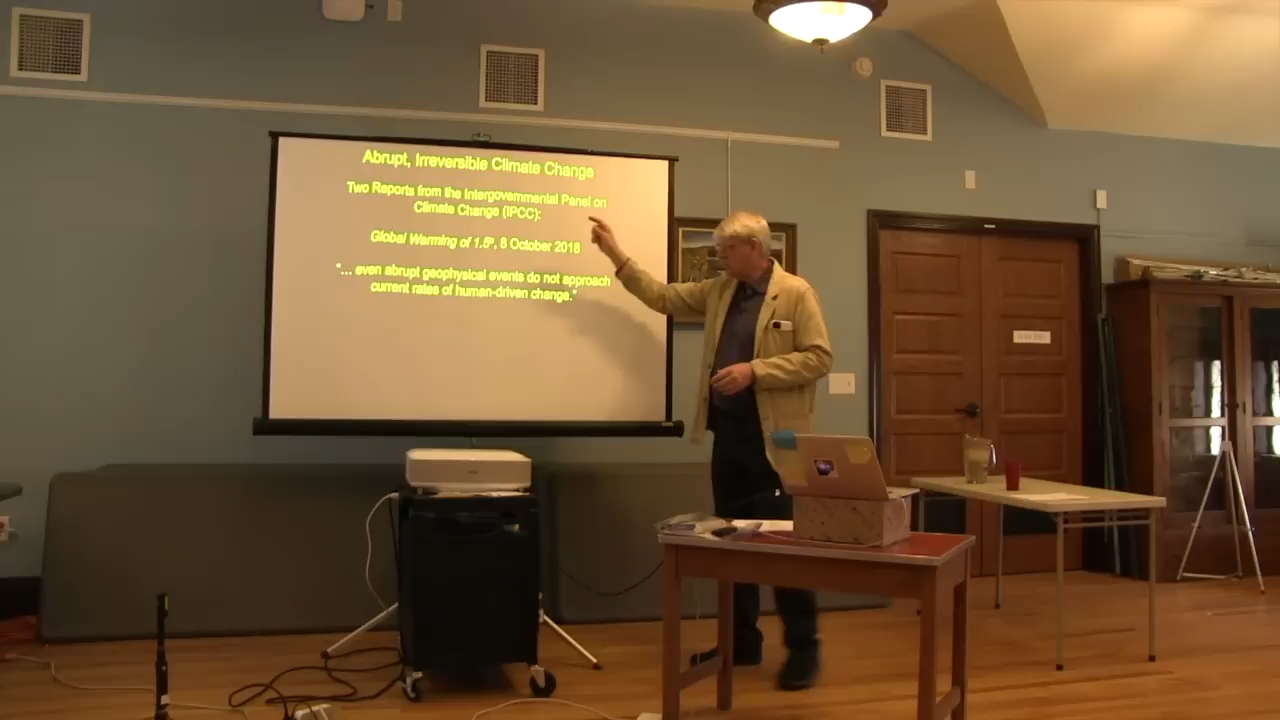 Abrupt, Irreversible Climate Change
Two Reports from the Intergovernmental Panel on
Climate Change (IPCC):
Global Warming of 1.5º, 8 October 2018
"... even abrupt geophysical events do not approach
current rates of human-driven change."